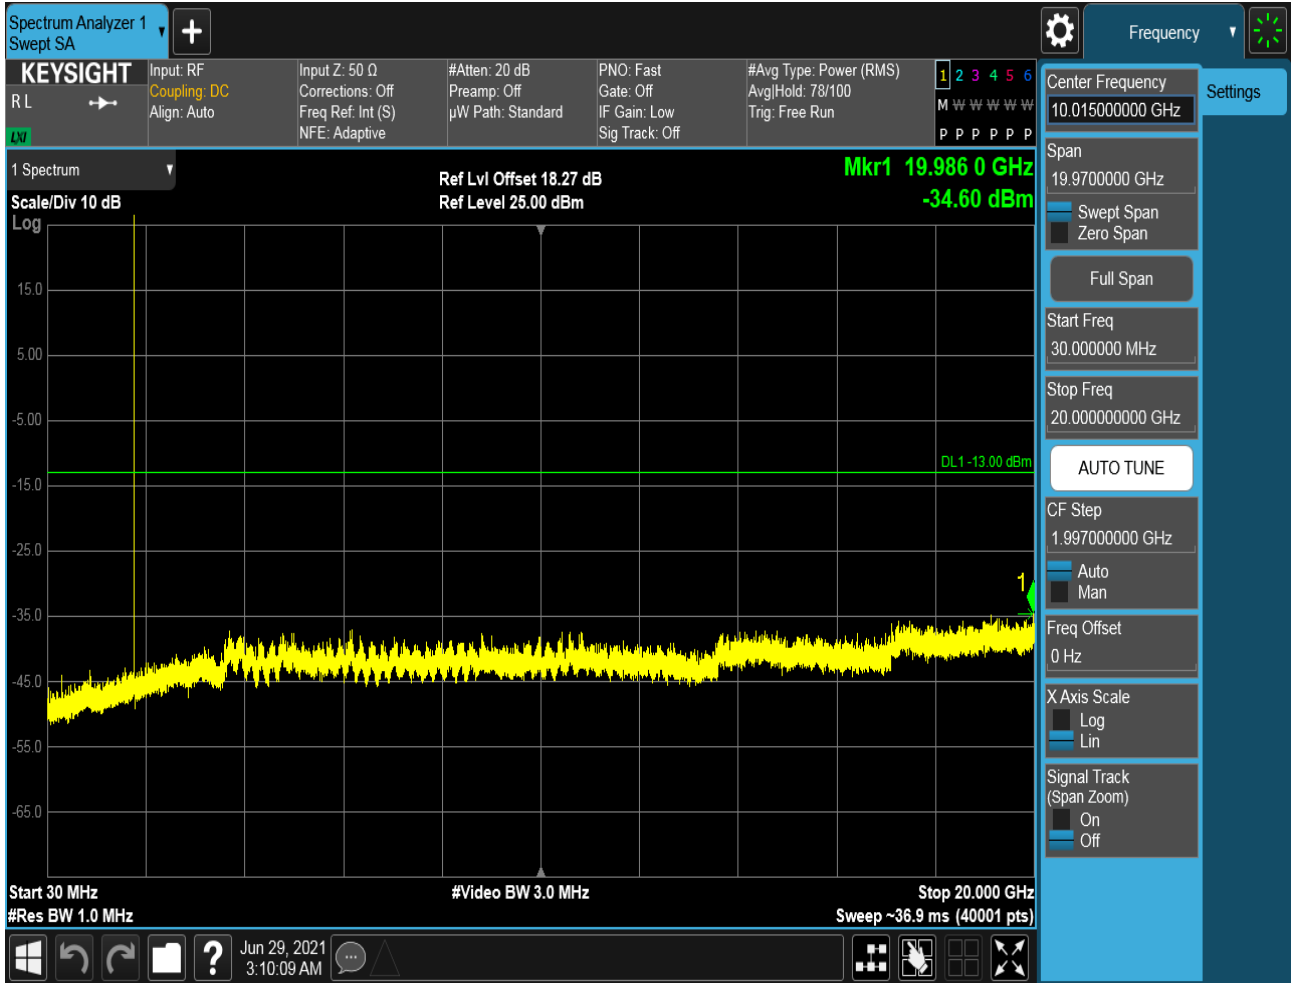 Spectrum Analyzer 1
Swept SA
+
Frequency
KEYSIGHT
R L
LXI
Input: RF
Coupling: DC
Align: Auto
Input Z: 50 Ω
Corrections: Off
Freq Ref: Int (S)
NFE: Adaptive
#Atten: 20 dB
Preamp: Off
µW Path: Standard
PNO: Fast
Gate: Off
IF Gain: Low
Sig Track: Off
#Avg Type: Power (RMS)
Avg|Hold: 78/100
Trig: Free Run
1 2 3 4 5 6
M W W W W W
P P P P P P
1 Spectrum
Scale/Div 10 dB
Log
Ref Lvl Offset 18.27 dB
Ref Level 25.00 dBm
Mkr1 19.986 0 GHz
-34.60 dBm
15.0
5.00
-5.00
-15.0
-25.0
-35.0
-45.0
-55.0
-65.0
DL1 -13.00 dBm
1
Start 30 MHz
#Res BW 1.0 MHz
#Video BW 3.0 MHz
Stop 20.000 GHz
Sweep ~36.9 ms (40001 pts)
?
Jun 29, 2021
3:10:09 AM
Center Frequency
10.015000000 GHz
Span
19.9700000 GHz
Swept Span
Zero Span
Full Span
Start Freq
30.000000 MHz
Stop Freq
20.000000000 GHz
AUTO TUNE
CF Step
1.997000000 GHz
Auto
Man
Freq Offset
0 Hz
X Axis Scale
Log
Lin
Signal Track
(Span Zoom)
On
Off
Settings